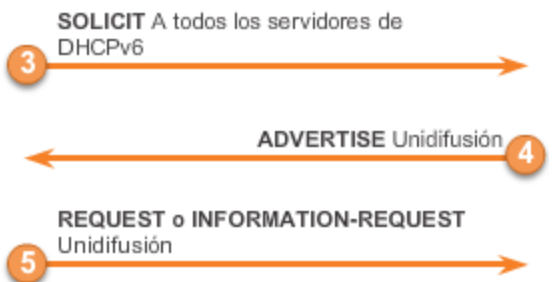 SOLICIT A todos los servidores de
DHCPv6
3
ADVERTISE Unidifusión
4
REQUEST o INFORMATION-REQUEST
Unidifusión
5